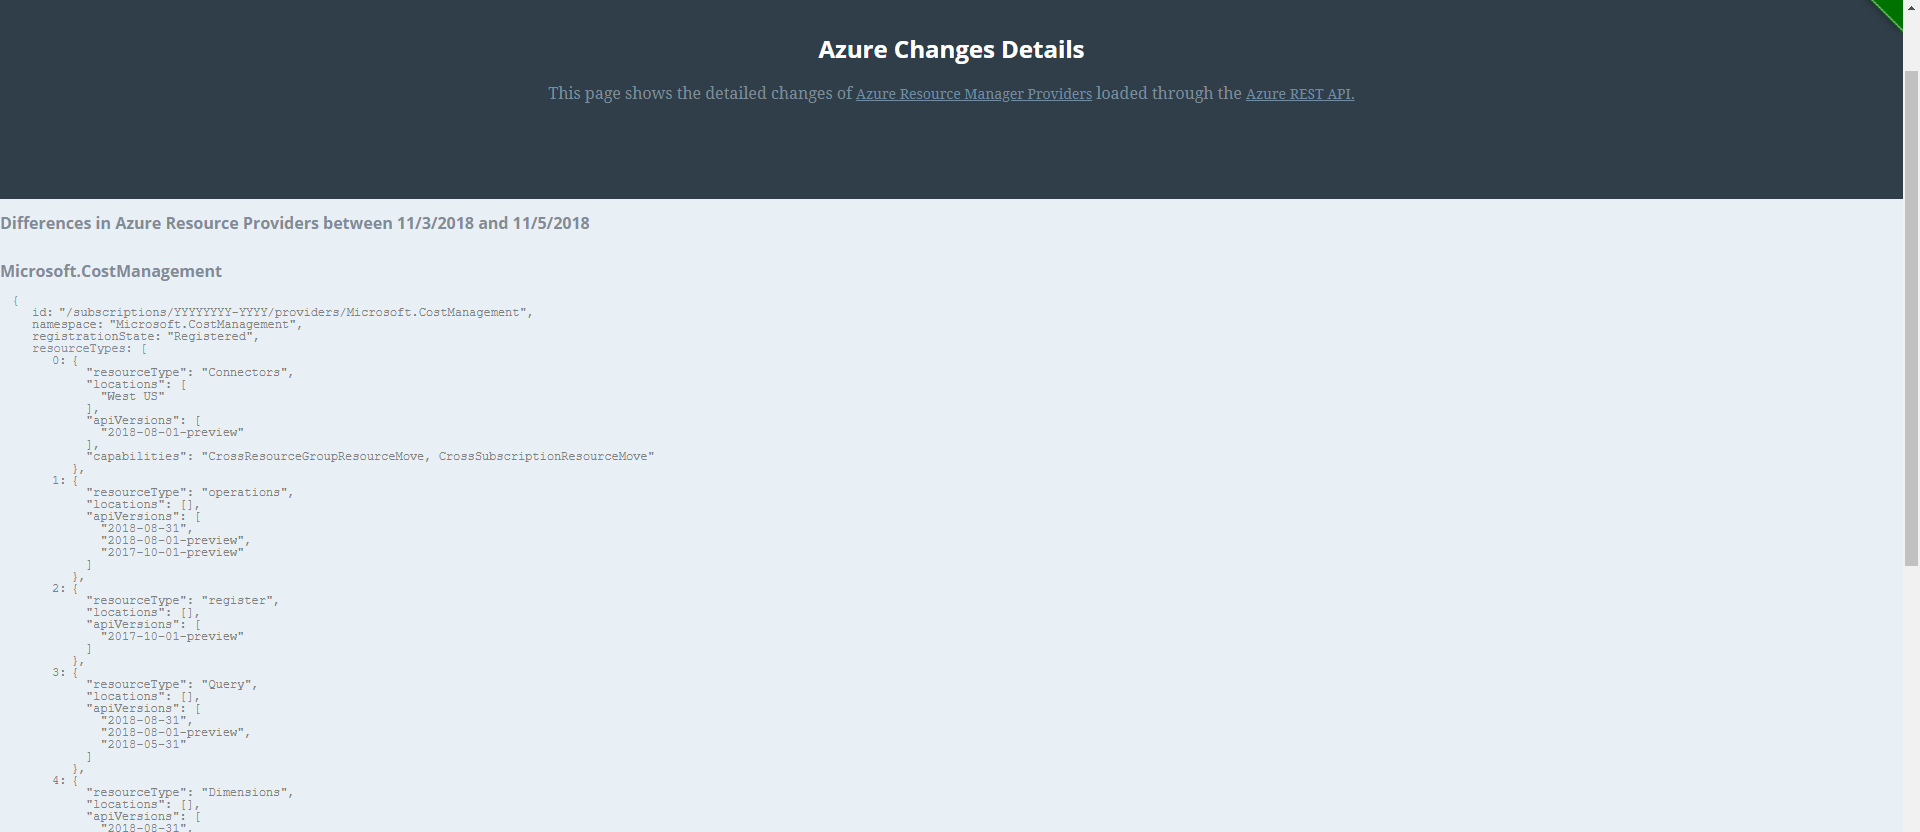 Azure Changes Details
This page shows the detailed changes of Azure Resource Manager Providers loaded through the Azure REST API.
Differences in Azure Resource Providers between 11/3/2018 and 11/5/2018
Microsoft.CostManagement
{
id: "/subscriptions/YYYYYYYY-YYYY/providers/Microsoft.CostManagement",
namespace: "Microsoft.CostManagement",
registrationState: "Registered",
resourceTypes: [
0: {
"resourceType": "Connectors",
"locations": [
"West US"
],
"apiVersions": [
"2018-08-01-preview"
],
"capabilities": "CrossResourceGroupResourceMove, CrossSubscriptionResourceMove"
},
1: {
"resourceType": "operations",
"locations": [],
"apiVersions": [
"2018-08-31",
"2018-08-01-preview",
"2017-10-01-preview"
]
},
2: {
"resourceType": "register",
"locations": [],
"apiVersions": [
"2017-10-01-preview"
]
},
3: {
"resourceType": "Query",
"locations": [],
"apiVersions": [
"2018-08-31",
"2018-08-01-preview",
"2018-05-31"
]
},
4: {
"resourceType": "Dimensions",
"locations": [],
"apiVersions": [
"2018-08-31",